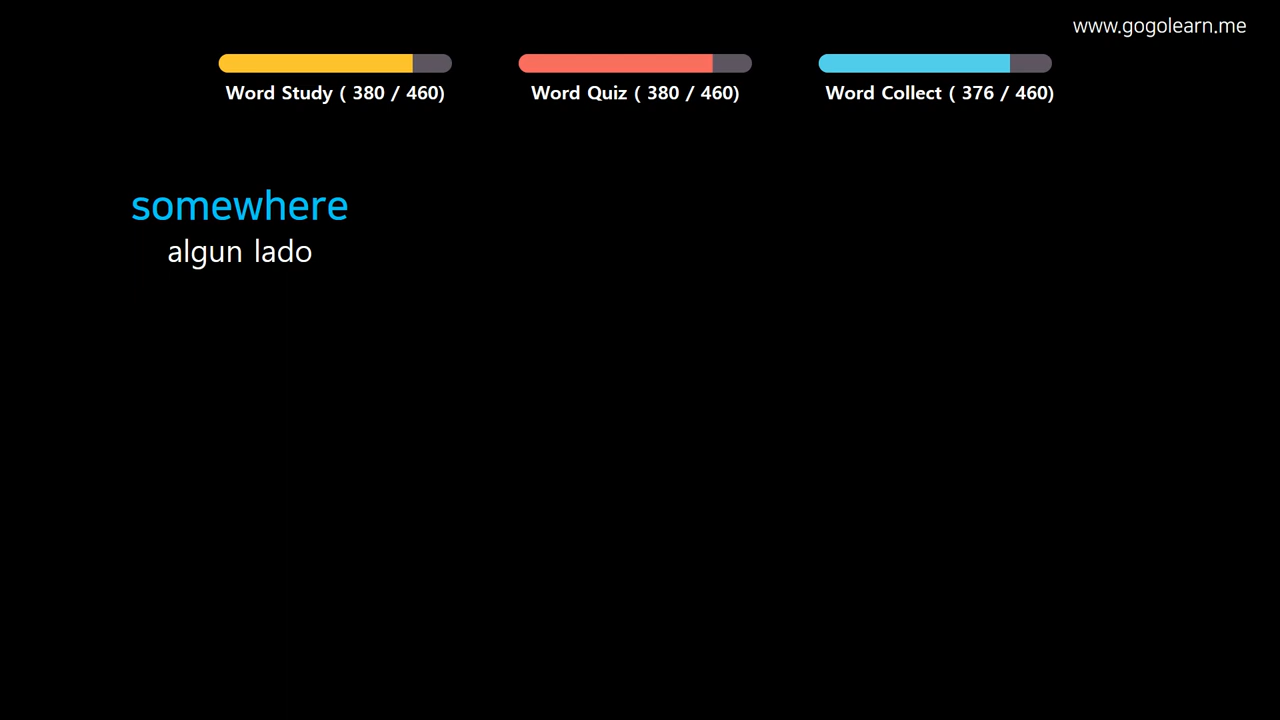 www.gogolearn.me
Word Study ( 380 / 460)
Word Quiz ( 380 / 460)
Word Collect ( 376 / 460)
somewhere
algun lado